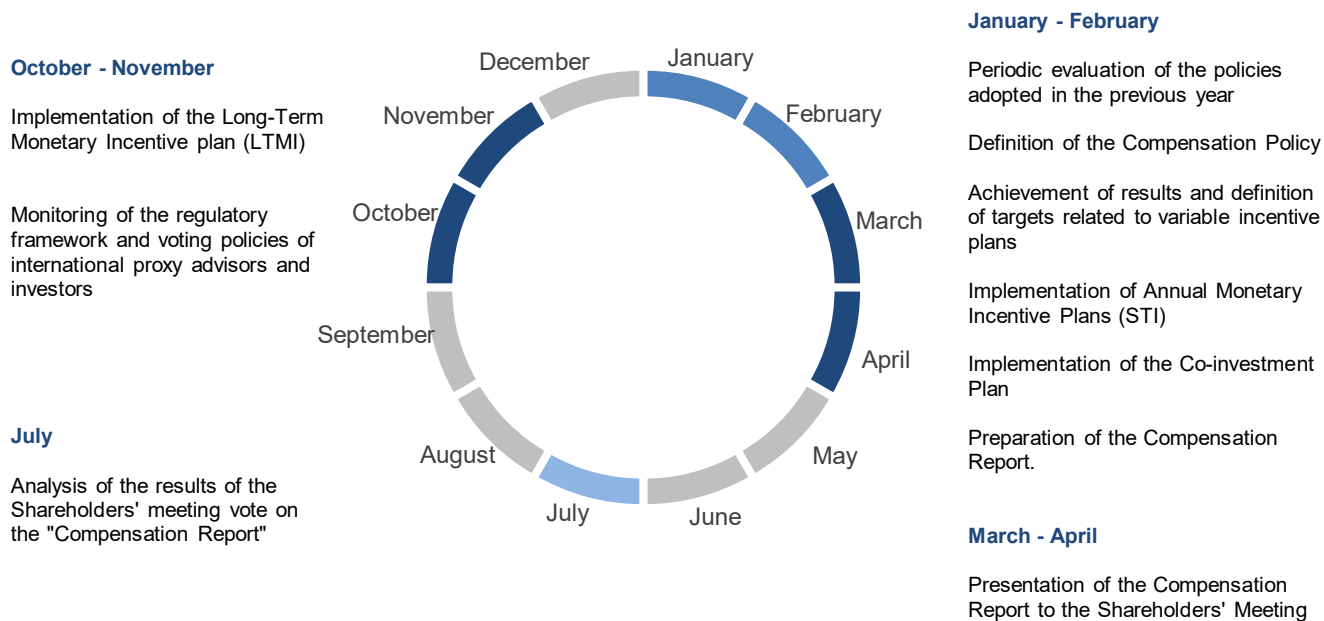 October - November
Implementation of the Long-Term
Monetary Incentive plan (LTMI)
Monitoring of the regulatory
framework and voting policies of
international proxy advisors and
investors
July
Analysis of the results of the
Shareholders' meeting vote on
the "Compensation Report"
January
February
March
April
May
June
July
August
September
October
November
December
January - February
Periodic evaluation of the policies
adopted in the previous year
Definition of the Compensation Policy
Achievement of results and definition
of targets related to variable incentive
plans
Implementation of Annual Monetary
Incentive Plans (STI)
Implementation of the Co-investment
Plan
Preparation of the Compensation
Report.
March - April
Presentation of the Compensation
Report to the Shareholders' Meeting